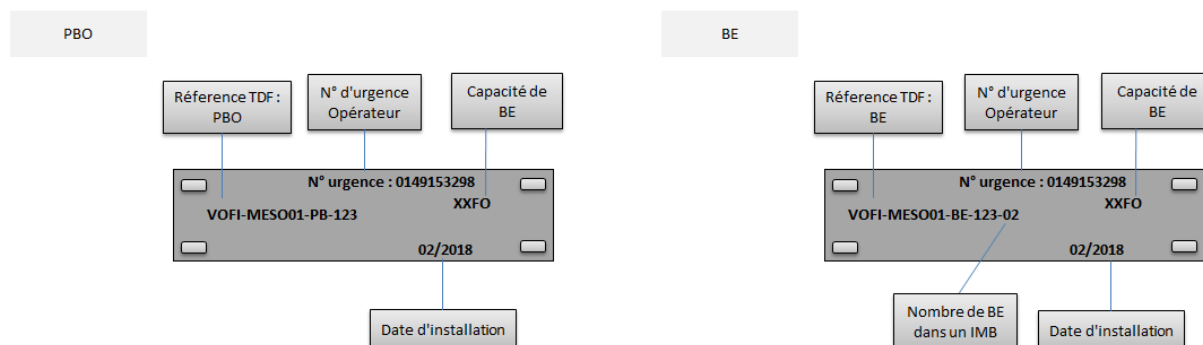 PBO
Réference TDF :
PBO
N° d'urgence
Opérateur
Capacité de
BE
N° urgence : 0149153298
XXFO
VOFI-MESO01-PB-123
02/2018
Date d'installation
BE
Réference TDF :
BE
N° d'urgence
Opérateur
Capacité de
BE
N° urgence : 0149153298
XXFO
VOFI-MESO01-BE-123-02
02/2018
Nombre de BE
dans un IMB
Date d'installation